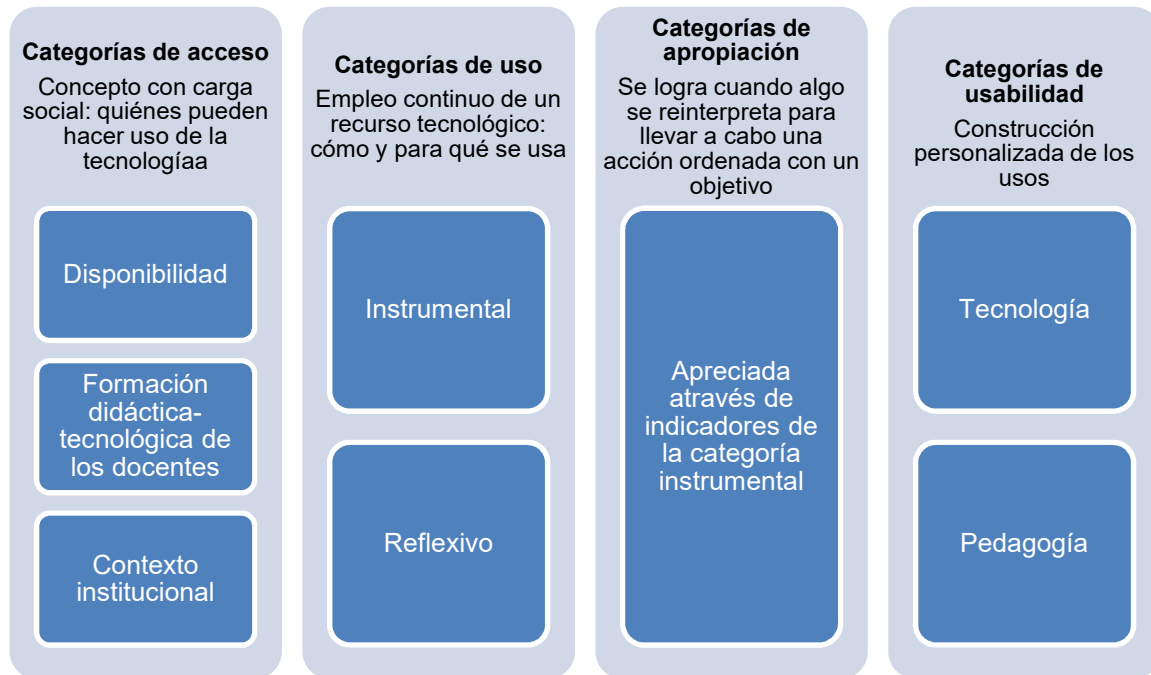 Categorías de acceso
Concepto con carga
social: quiénes pueden
hacer uso de la
tecnologíaa
Disponibilidad
Formación
didáctica-
tecnológica de
los docentes
Contexto
institucional
Categorías de uso
Empleo continuo de un
recurso tecnológico:
cómo y para qué se usa
Instrumental
Reflexivo
Categorías de
apropiación
Se logra cuando algo
se reinterpreta para
llevar a cabo una
acción ordenada con un
objetivo
Apreciada
através de
indicadores de
la categoría
instrumental
Categorías de
usabilidad
Construcción
personalizada de los
usos
Tecnología
Pedagogía